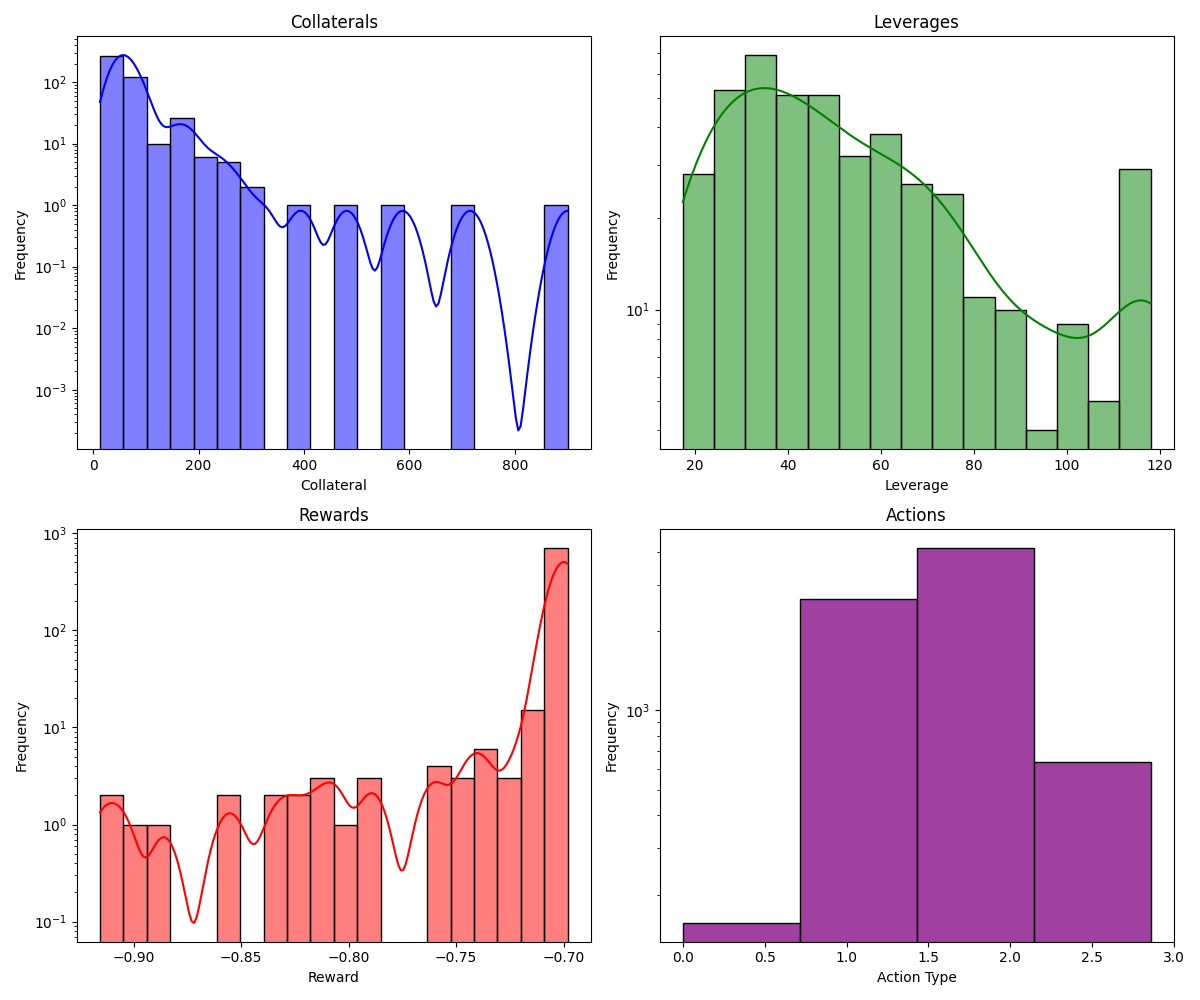 Collaterals
Frequency
10²
10¹
10⁰
10⁻¹
10⁻²
10⁻³
0 200 400 600 800
Collateral
Leverages
Frequency
10¹
20 40 60 80 100 120
Leverage
Rewards
Frequency
10³
10²
10¹
10⁰
10⁻¹
−0.90 −0.85 −0.80 −0.75 −0.70
Reward
Actions
Frequency
10³
0.0 0.5 1.0 1.5 2.0 2.5 3.0
Action Type